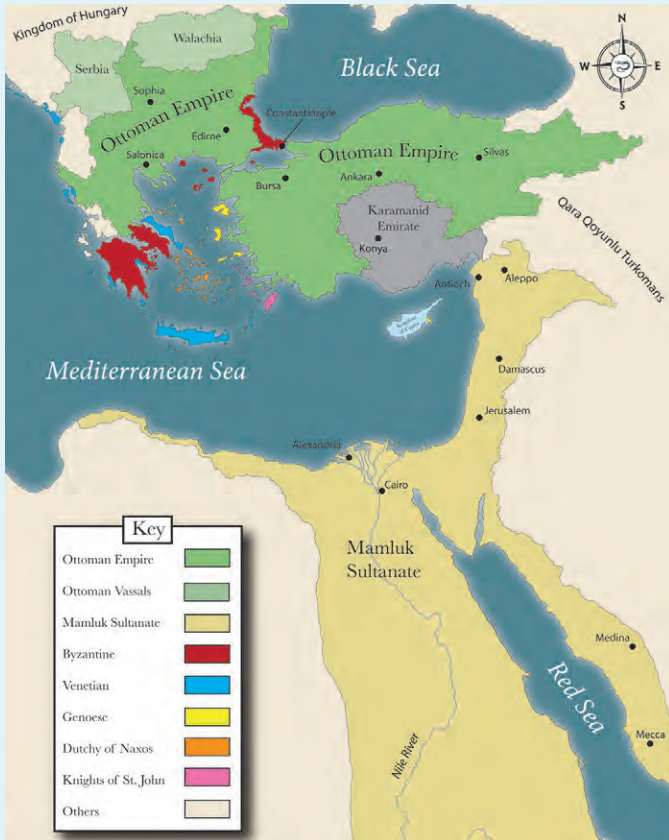 Kingdom of Hungary
Walachia
Serbia
Black Sea
N
W
E
S
Sophia
Ottoman Empire
Constantinople
Edirne
Ottoman Empire
Silvas
Salonica
Bursa
Ankara
Karamanid
Emirate
Qara Qoyunlu Turkomans
Konya
Antioch
Aleppo
Kingdom
of Cyprus
Mediterranean Sea
Damascus
Jerusalem
Alexandria
Cairo
Mamluk
Sultanate
Medina
Red Sea
Mecca
Nile River
Key
Ottoman Empire
Ottoman Vassals
Mamluk Sultanate
Byzantine
Venetian
Genoese
Dutchy of Naxos
Knights of St. John
Others